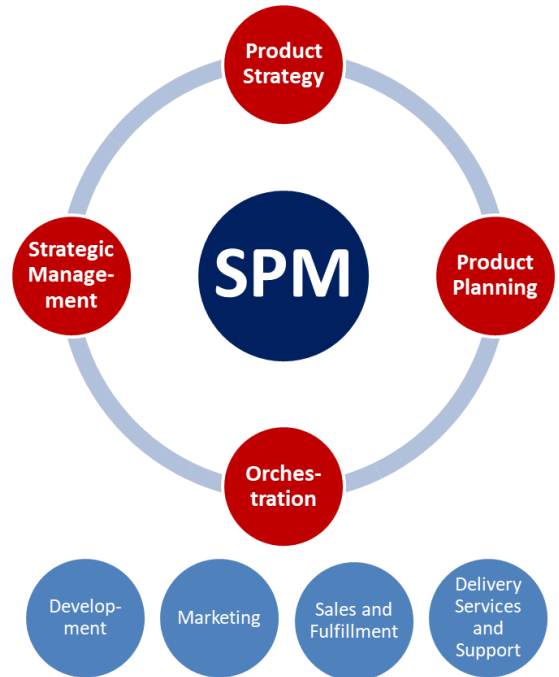 Product
Strategy
Strategic
Manage-
ment
SPM
Product
Planning
Orches-
tration
Develop-
ment
Marketing
Sales and
Fulfillment
Delivery
Services
and
Support